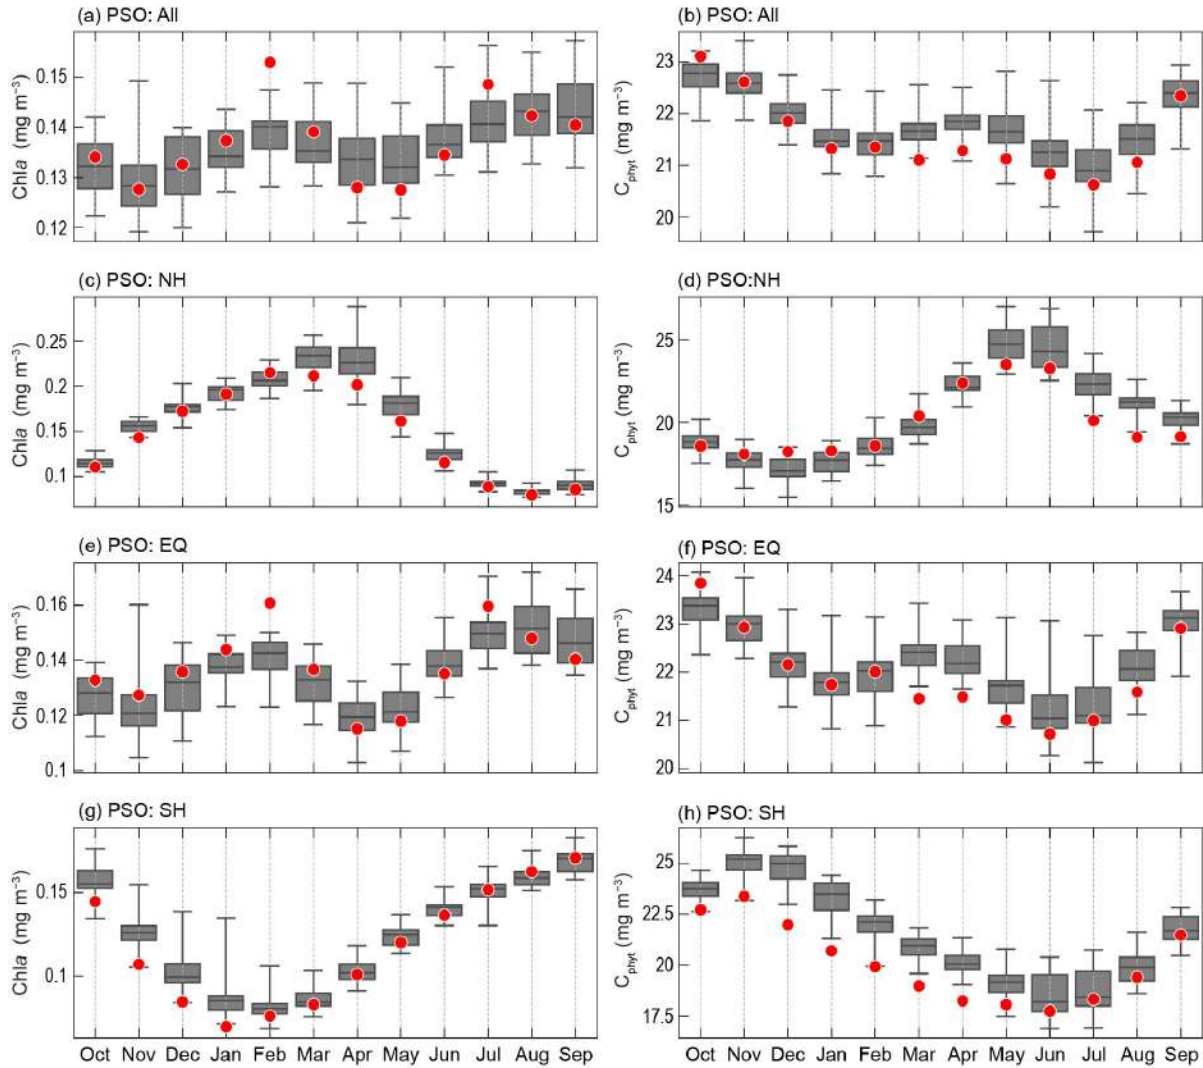 (a) PSO: All
Chla (mg m⁻³)
0.15
0.14
0.13
0.12
(b) PSO: All
C_phyt (mg m⁻³)
23
22
21
20
(c) PSO: NH
Chla (mg m⁻³)
0.25
0.2
0.15
0.1
(d) PSO:NH
C_phyt (mg m⁻³)
25
20
15
(e) PSO: EQ
Chla (mg m⁻³)
0.16
0.14
0.12
0.1
(f) PSO: EQ
C_phyt (mg m⁻³)
24
23
22
21
20
(g) PSO: SH
Chla (mg m⁻³)
0.15
0.1
Oct Nov Dec Jan Feb Mar Apr May Jun Jul Aug Sep
(h) PSO: SH
C_phyt (mg m⁻³)
25
22.5
20
17.5
Oct Nov Dec Jan Feb Mar Apr May Jun Jul Aug Sep